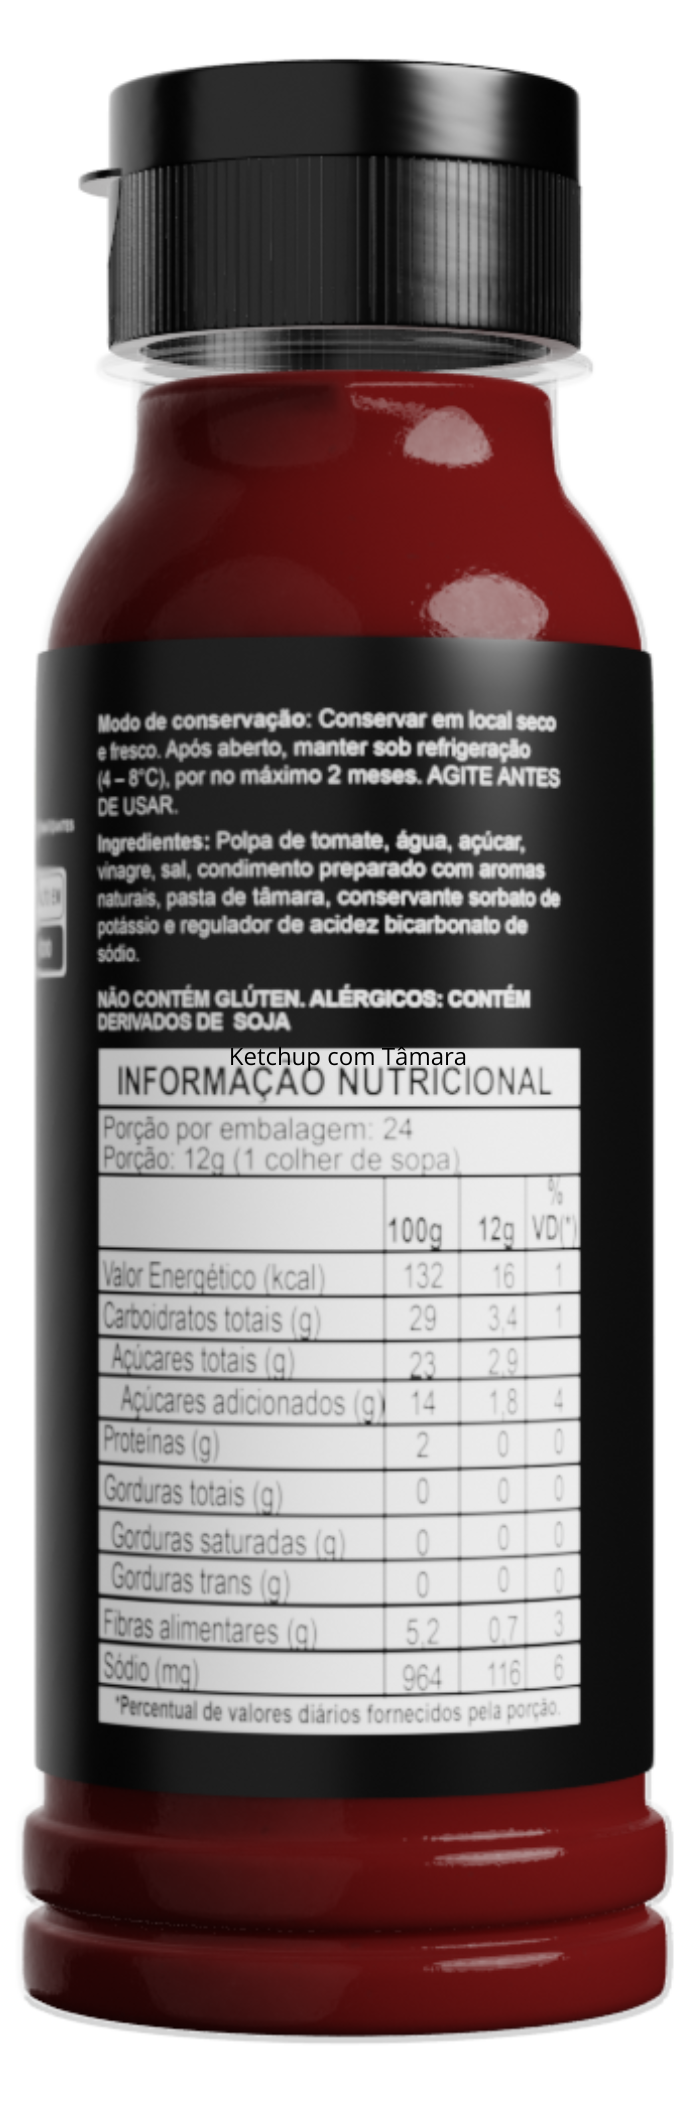 Modo de conservação: Conservar em local seco
e fresco. Após aberto, manter sob refrigeração
(4 – 8°C), por no máximo 2 meses. AGITE ANTES
DE USAR.
Ingredientes: Polpa de tomate, água, açúcar,
vinagre, sal, condimento preparado com aromas
naturais, pasta de tâmara, conservante sorbato de
potássio e regulador de acidez bicarbonato de
sódio.
NÃO CONTÉM GLÚTEN. ALÉRGICOS: CONTÉM
DERIVADOS DE SOJA
Ketchup com Tâmara
INFORMAÇÃO NUTRICIONAL
Porção por embalagem: 24
Porção: 12g (1 colher de sopa)
100g 12g % VD(*)
Valor Energético (kcal) 132 16 1
Carboidratos totais (g) 29 3,4 1
Açúcares totais (g) 23 2,9
Açúcares adicionados (g) 14 1,8 4
Proteínas (g) 2 0 0
Gorduras totais (g) 0 0 0
Gorduras saturadas (g) 0 0 0
Gorduras trans (g) 0 0 0
Fibras alimentares (g) 5,2 0,7 3
Sódio (mg) 964 116 6
*Percentual de valores diários fornecidos pela porção.